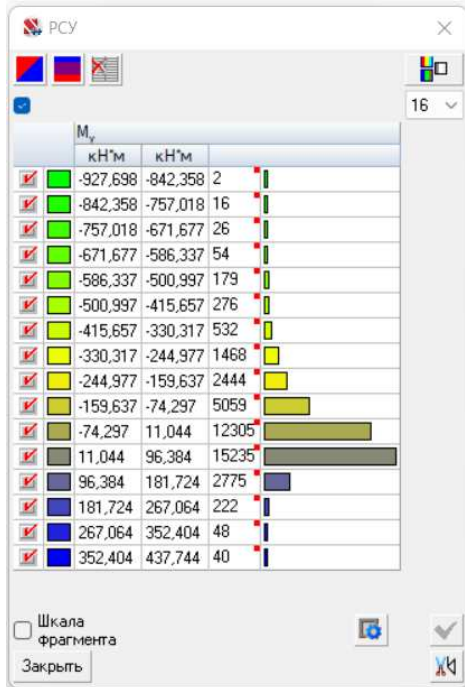 РСУ
16
My
кН*м кН*м
-927,698 -842,358 2
-842,358 -757,018 16
-757,018 -671,677 26
-671,677 -586,337 54
-586,337 -500,997 179
-500,997 -415,657 276
-415,657 -330,317 532
-330,317 -244,977 1468
-244,977 -159,637 2444
-159,637 -74,297 5059
-74,297 11,044 12305
11,044 96,384 15235
96,384 181,724 2775
181,724 267,064 222
267,064 352,404 48
352,404 437,744 40
Шкала
фрагмента
Закрыть